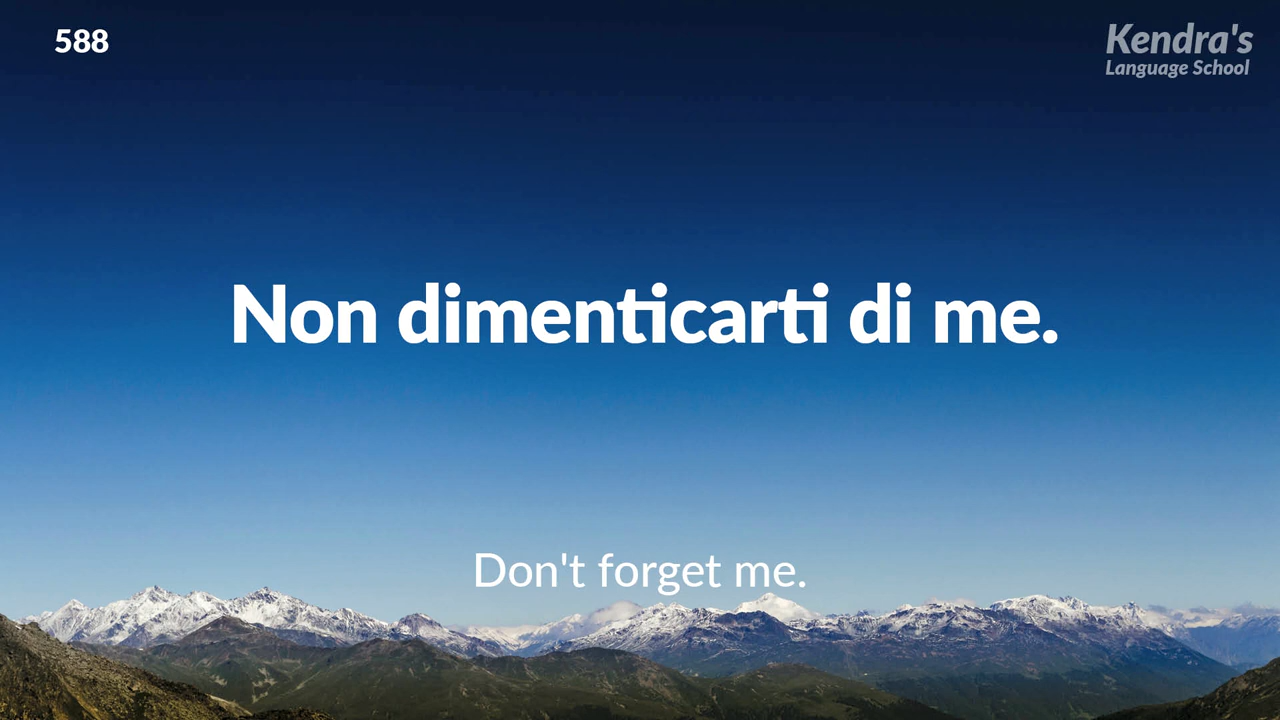 588
Kendra's
Language School
Non dimenticarti di me.
Don't forget me.